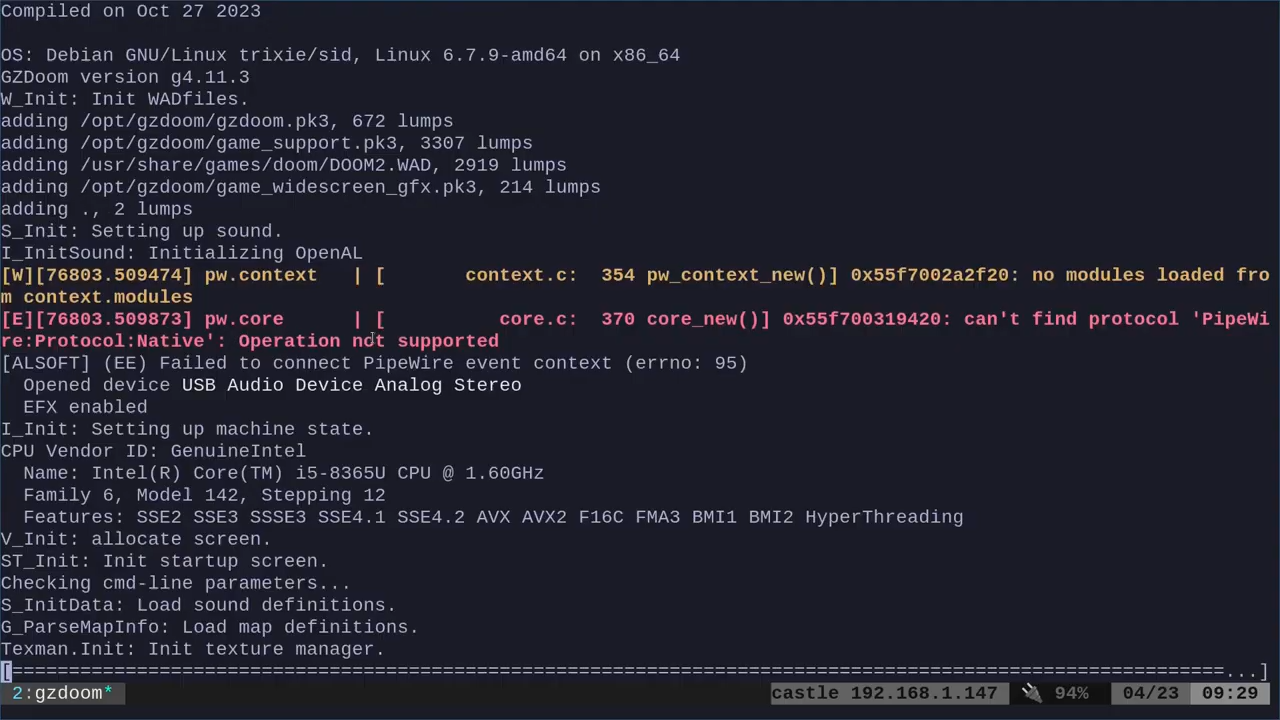 Compiled on Oct 27 2023
OS: Debian GNU/Linux trixie/sid, Linux 6.7.9-amd64 on x86_64
GZDoom version g4.11.3
W_Init: Init WADfiles.
adding /opt/gzdoom/gzdoom.pk3, 672 lumps
adding /opt/gzdoom/game_support.pk3, 3307 lumps
adding /usr/share/games/doom/DOOM2.WAD, 2919 lumps
adding /opt/gzdoom/game_widescreen_gfx.pk3, 214 lumps
adding ., 2 lumps
S_Init: Setting up sound.
I_InitSound: Initializing OpenAL
[W][76803.509474] pw.context   | [       context.c:  354 pw_context_new()] 0x55f7002a2f20: no modules loaded fro
m context.modules
[E][76803.509873] pw.core      | [          core.c:  370 core_new()] 0x55f700319420: can't find protocol 'PipeWi
re:Protocol:Native': Operation not supported
[ALSOFT] (EE) Failed to connect PipeWire event context (errno: 95)
  Opened device USB Audio Device Analog Stereo
  EFX enabled
I_Init: Setting up machine state.
CPU Vendor ID: GenuineIntel
  Name: Intel(R) Core(TM) i5-8365U CPU @ 1.60GHz
  Family 6, Model 142, Stepping 12
  Features: SSE2 SSE3 SSSE3 SSE4.1 SSE4.2 AVX AVX2 F16C FMA3 BMI1 BMI2 HyperThreading
V_Init: allocate screen.
ST_Init: Init startup screen.
Checking cmd-line parameters...
S_InitData: Load sound definitions.
G_ParseMapInfo: Load map definitions.
Texman.Init: Init texture manager.
[===========================================================================================================...]
2:gzdoom* castle 192.168.1.147 🔌 94% 04/23 09:29